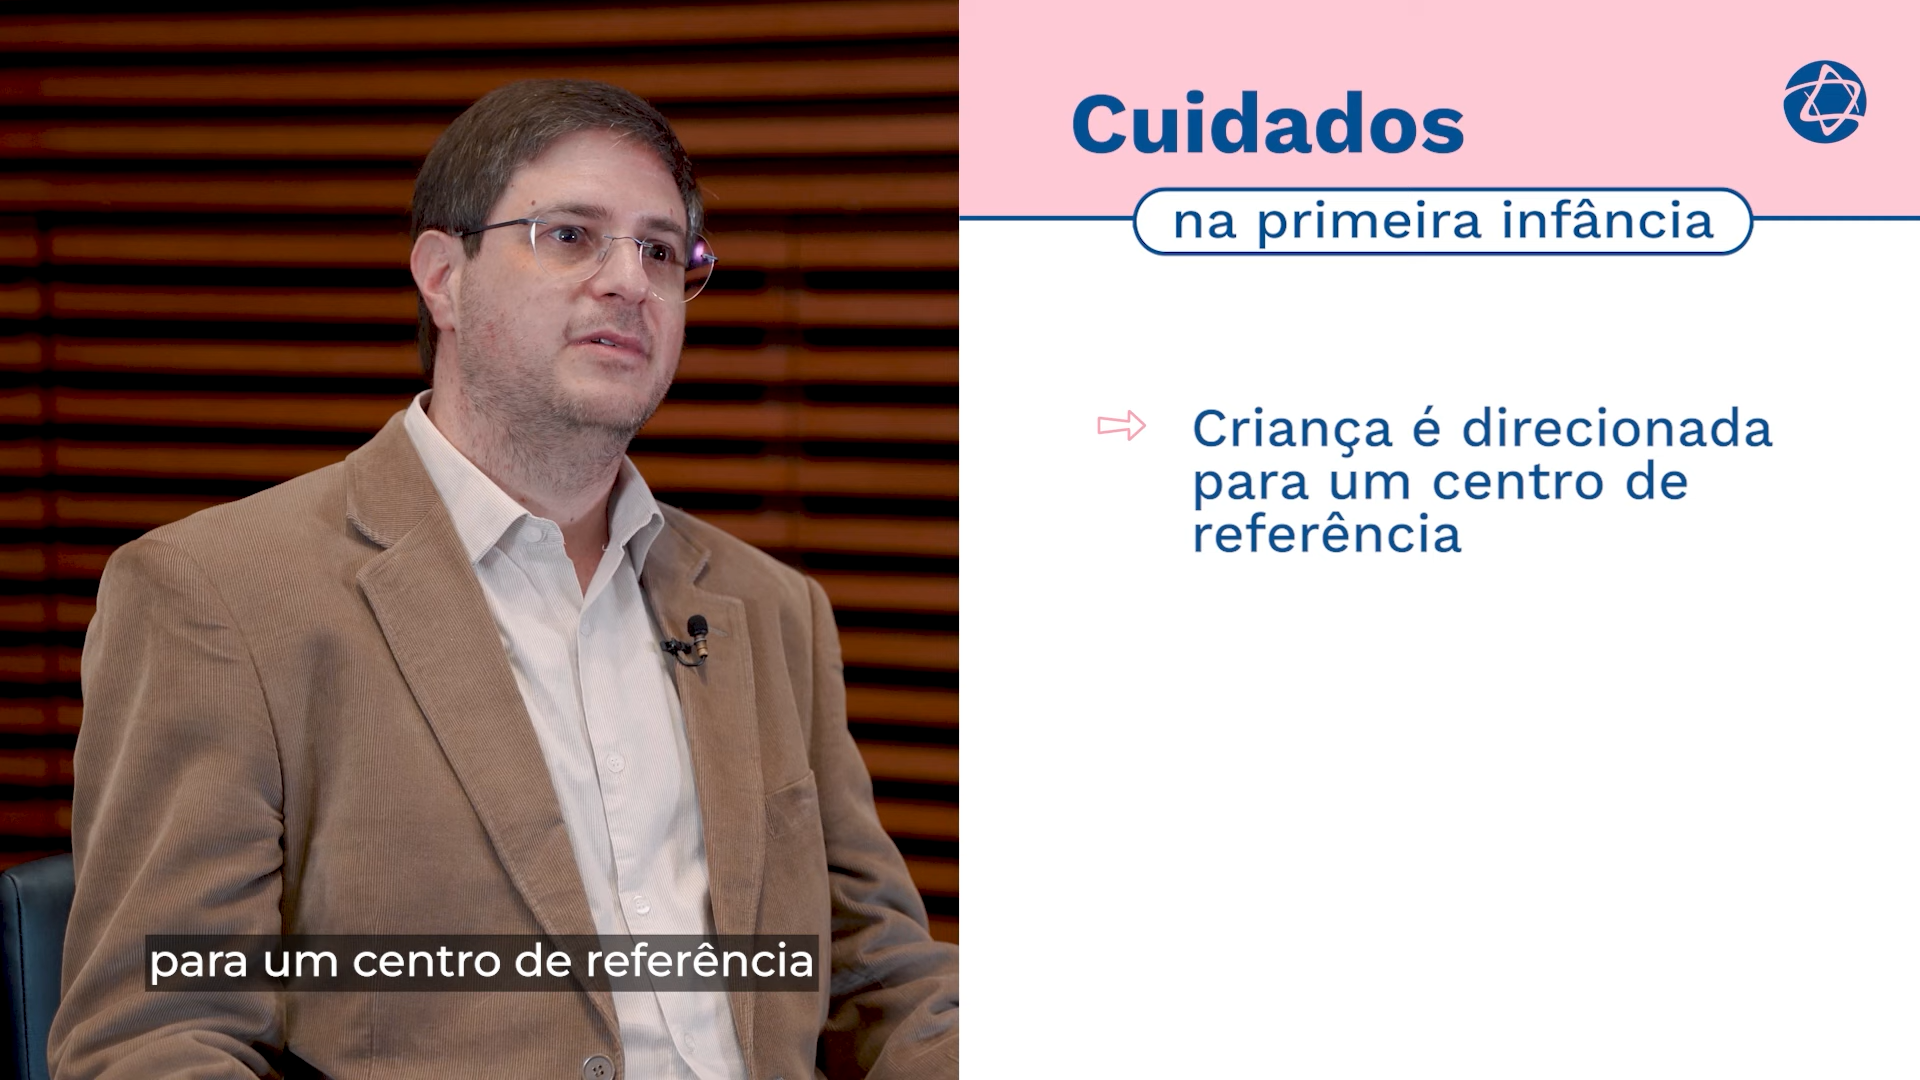 Cuidados
na primeira infância
Criança é direcionada
para um centro de
referência
para um centro de referência